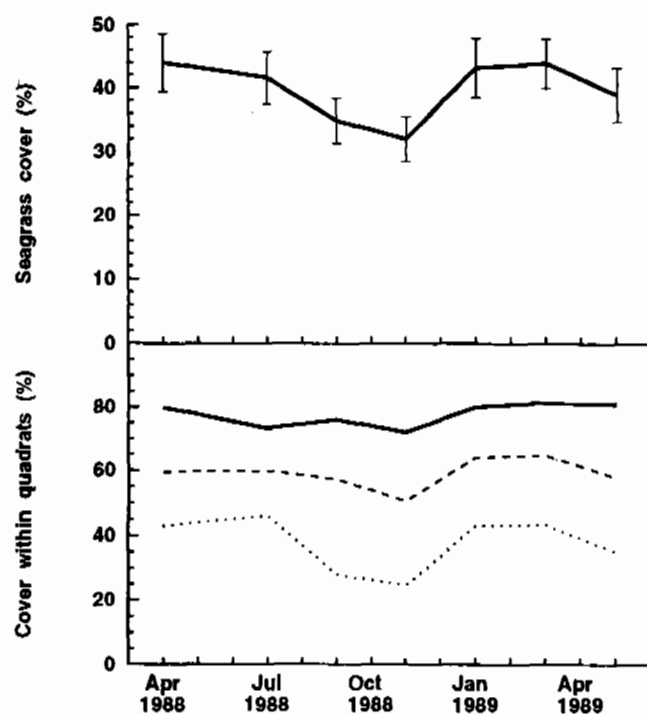 Seagrass cover (%)
50
40
30
20
10
0
Cover within quadrats (%)
80
60
40
20
0
Apr Jul Oct Jan Apr
1988 1988 1988 1989 1989